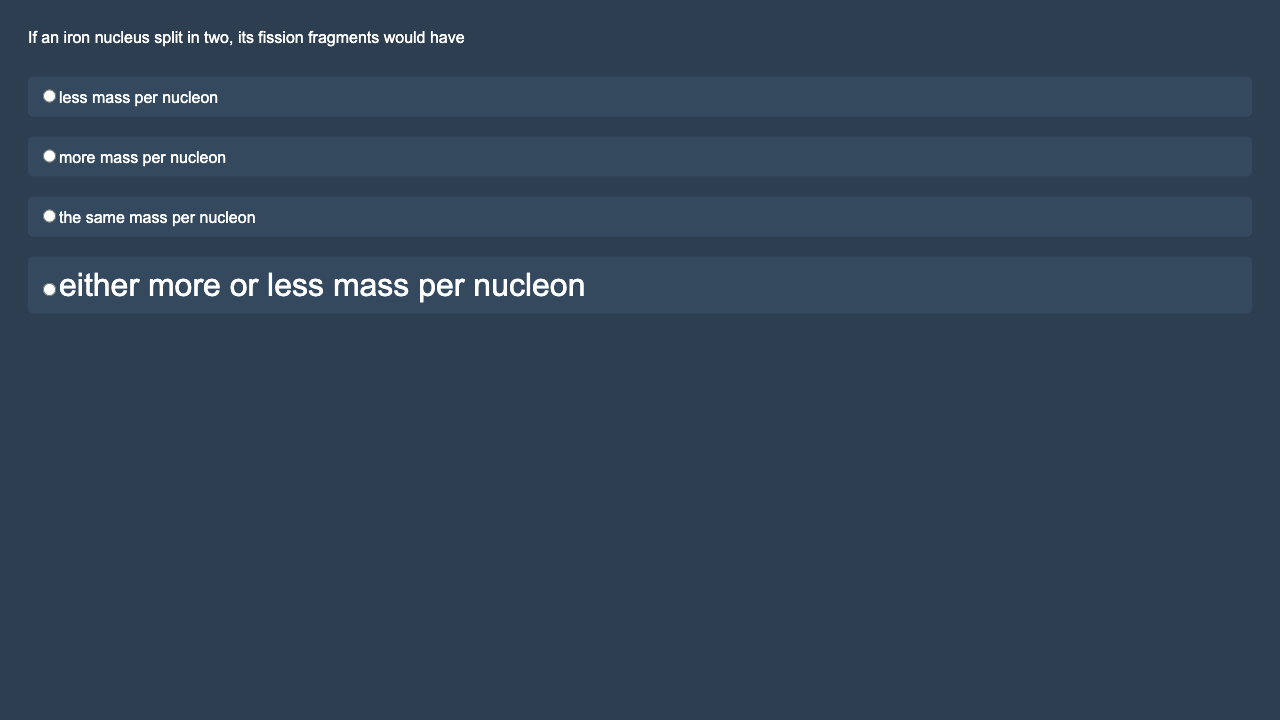 If an iron nucleus split in two, its fission fragments would have
less mass per nucleon
more mass per nucleon
the same mass per nucleon
either more or less mass per nucleon